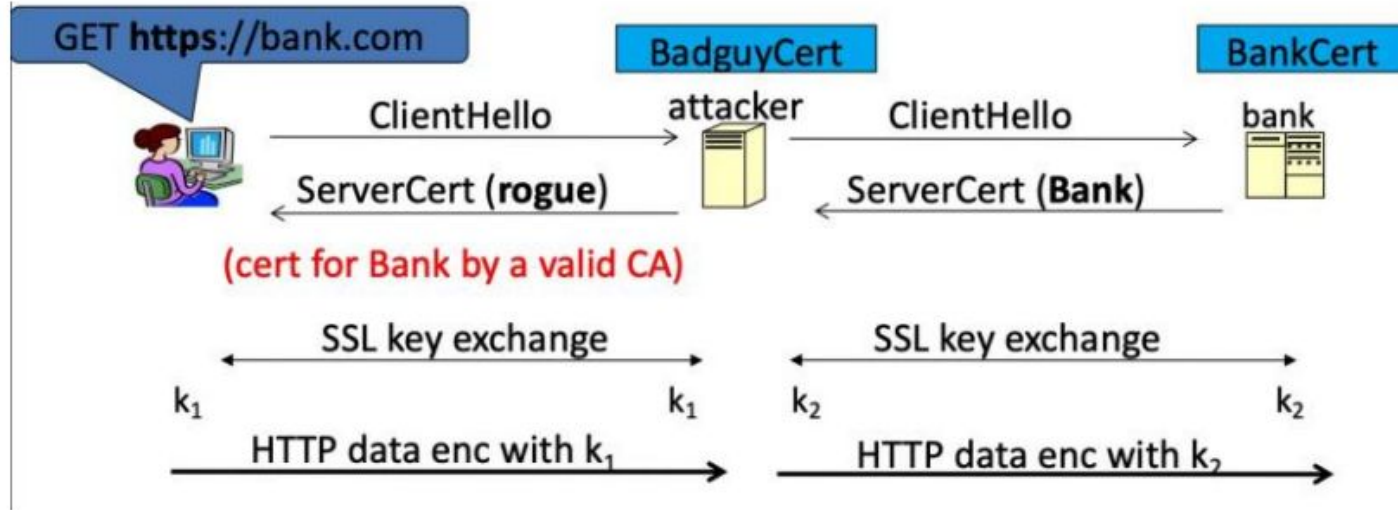 GET https://bank.com
BadguyCert
BankCert
attacker
bank
ClientHello
ClientHello
ServerCert (rogue)
ServerCert (Bank)
(cert for Bank by a valid CA)
SSL key exchange
SSL key exchange
k₁
k₁
k₂
k₂
HTTP data enc with k₁
HTTP data enc with k₂